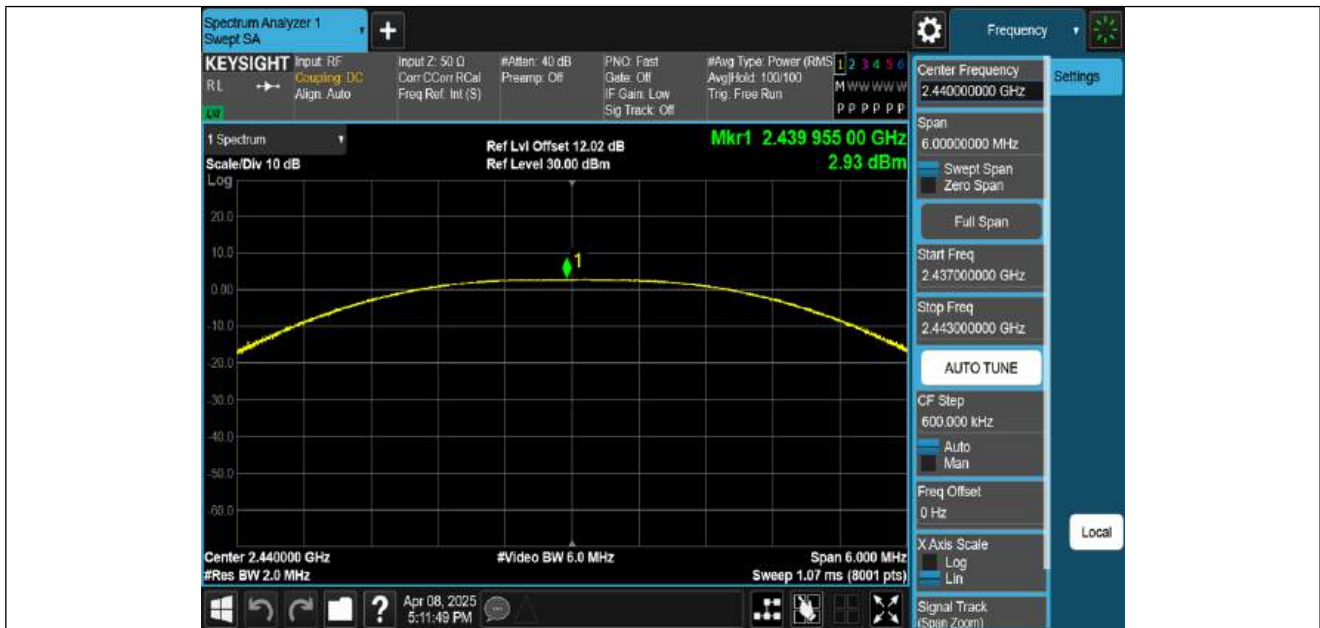 Spectrum Analyzer 1
Swept SA
+
Frequency
KEYSIGHT
RL
Input: RF
Coupling: DC
Align: Auto
Input Z: 50 Ω
Corr CCorr RCal
Freq Ref: Int (S)
#Atten: 40 dB
Preamp: Off
PNO: Fast
Gate: Off
IF Gain: Low
Sig Track: Off
#Avg Type: Power (RMS
Avg|Hold: 100/100
Trig: Free Run
1 2 3 4 5 6
M W W W W W
P P P P P P
1 Spectrum
Scale/Div 10 dB
Log
Ref Lvl Offset 12.02 dB
Ref Level 30.00 dBm
Mkr1 2.439 955 00 GHz
2.93 dBm
20.0
10.0
0.00
-10.0
-20.0
-30.0
-40.0
-50.0
-60.0
1
Center 2.440000 GHz
#Res BW 2.0 MHz
#Video BW 6.0 MHz
Span 6.000 MHz
Sweep 1.07 ms (8001 pts)
Apr 08, 2025
5:11:49 PM
?
Center Frequency
2.440000000 GHz
Settings
Span
6.00000000 MHz
Swept Span
Zero Span
Full Span
Start Freq
2.437000000 GHz
Stop Freq
2.443000000 GHz
AUTO TUNE
CF Step
600.000 kHz
Auto
Man
Freq Offset
0 Hz
X Axis Scale
Log
Lin
Local
Signal Track
(Span Zoom)